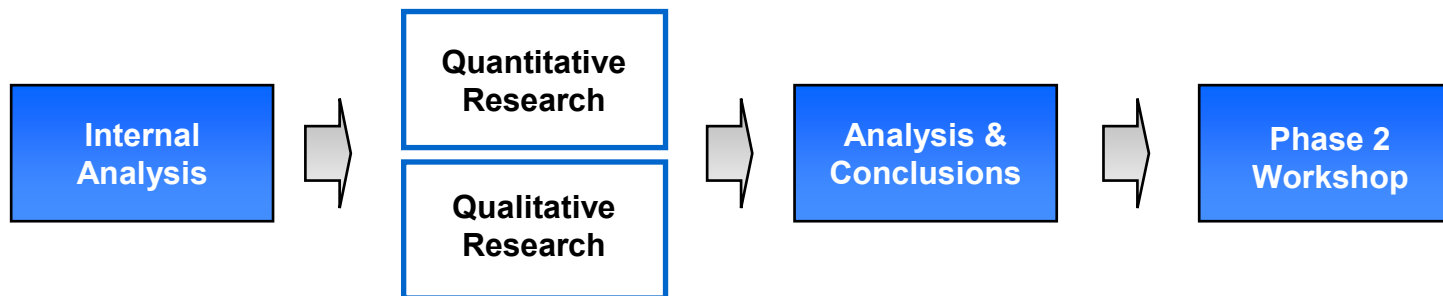 Internal
Analysis
Quantitative
Research
Qualitative
Research
Analysis &
Conclusions
Phase 2
Workshop